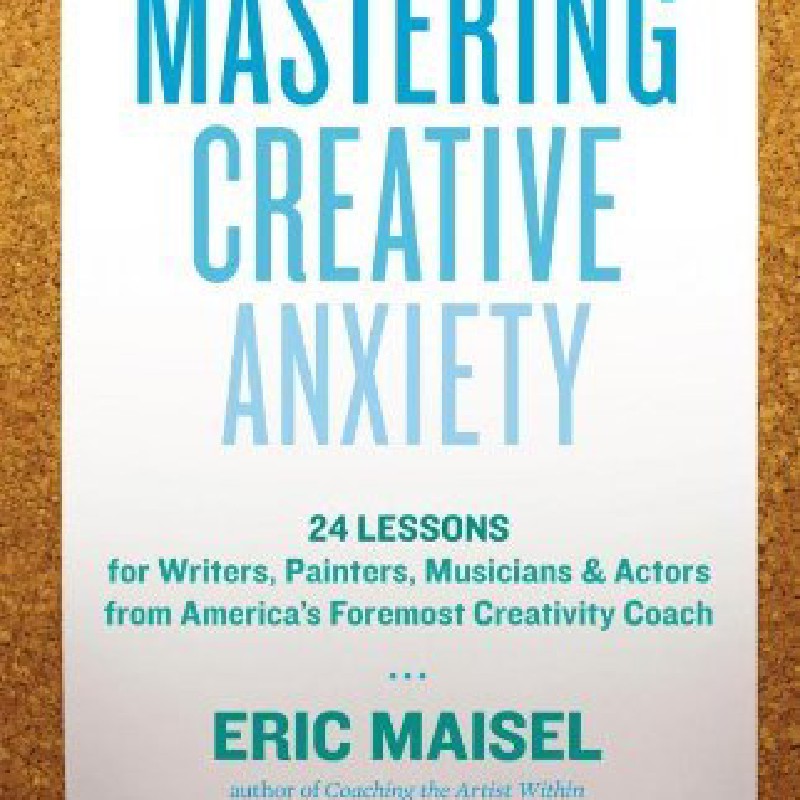 MASTERING
CREATIVE
ANXIETY
24 LESSONS
for Writers, Painters, Musicians & Actors
from America's Foremost Creativity Coach
...
ERIC MAISEL
author of Coaching the Artist Within